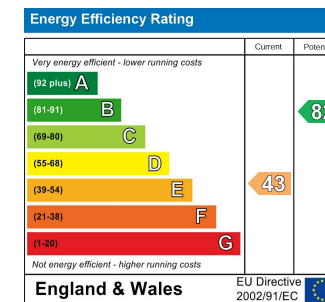 Energy Efficiency Rating
Current
Very energy efficient - lower running costs
(92 plus) A
(81-91) B
(69-80) C
(55-68) D
(39-54) E
43
(21-38) F
(1-20) G
Not energy efficient - higher running costs
England & Wales
EU Directive
2002/91/EC